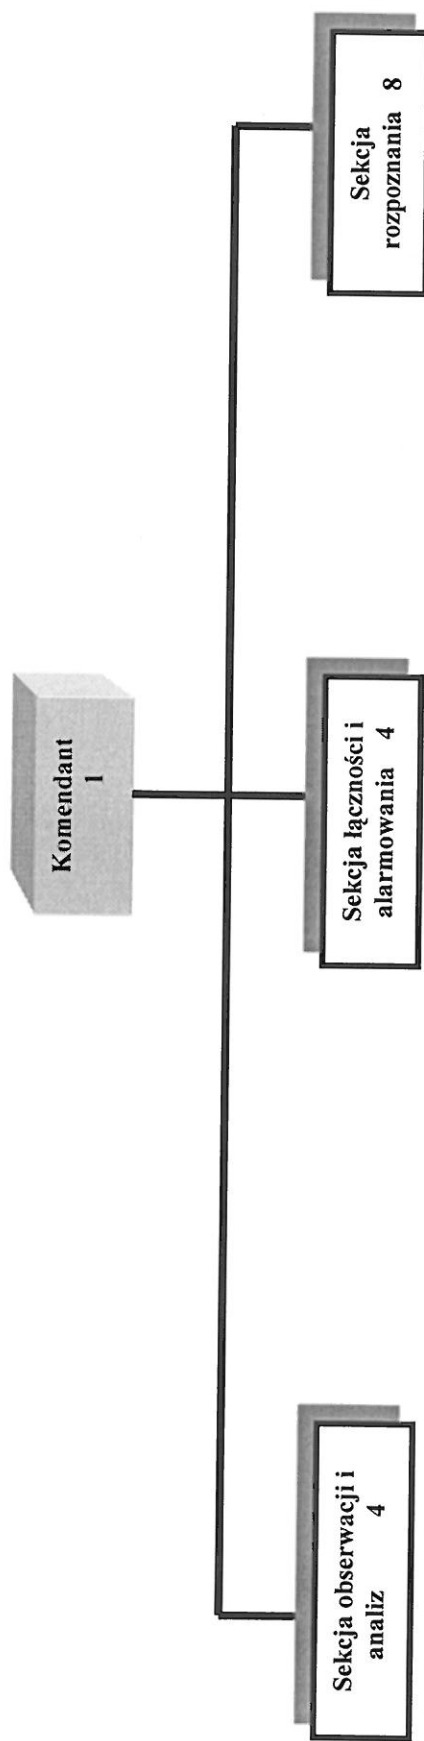 Komendant
1
Sekcja obserwacji i
analiz 4
Sekcja łączności i
alarmowania 4
Sekcja
rozpoznania 8